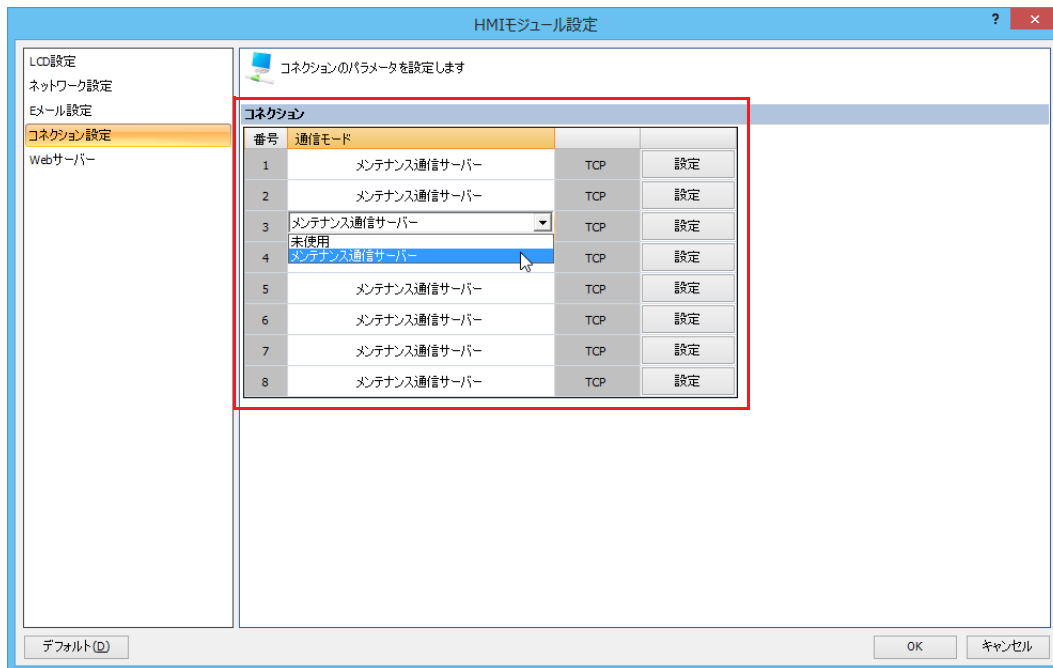 HMIモジュール設定
? ×
LCD設定
ネットワーク設定
Eメール設定
コネクション設定
Webサーバー
コネクションのパラメータを設定します
コネクション
番号 通信モード
1 メンテナンス通信サーバー TCP 設定
2 メンテナンス通信サーバー TCP 設定
3 メンテナンス通信サーバー TCP 設定
未使用
メンテナンス通信サーバー
4 TCP 設定
5 メンテナンス通信サーバー TCP 設定
6 メンテナンス通信サーバー TCP 設定
7 メンテナンス通信サーバー TCP 設定
8 メンテナンス通信サーバー TCP 設定
デフォルト(D) OK キャンセル